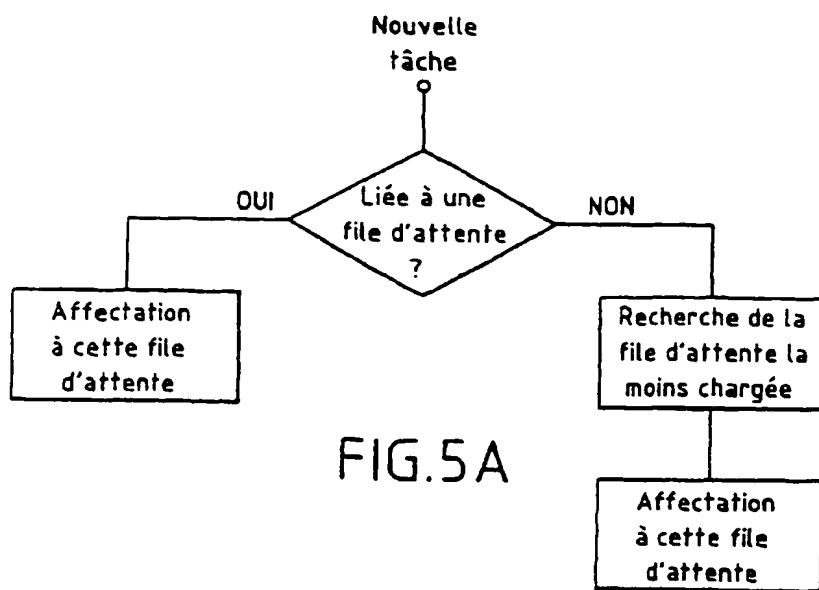 Nouvelle
tâche
OUI
Liée à une
file d'attente
?
NON
Affectation
à cette file
d'attente
Recherche de la
file d'attente la
moins chargée
FIG.5A
Affectation
à cette file
d'attente